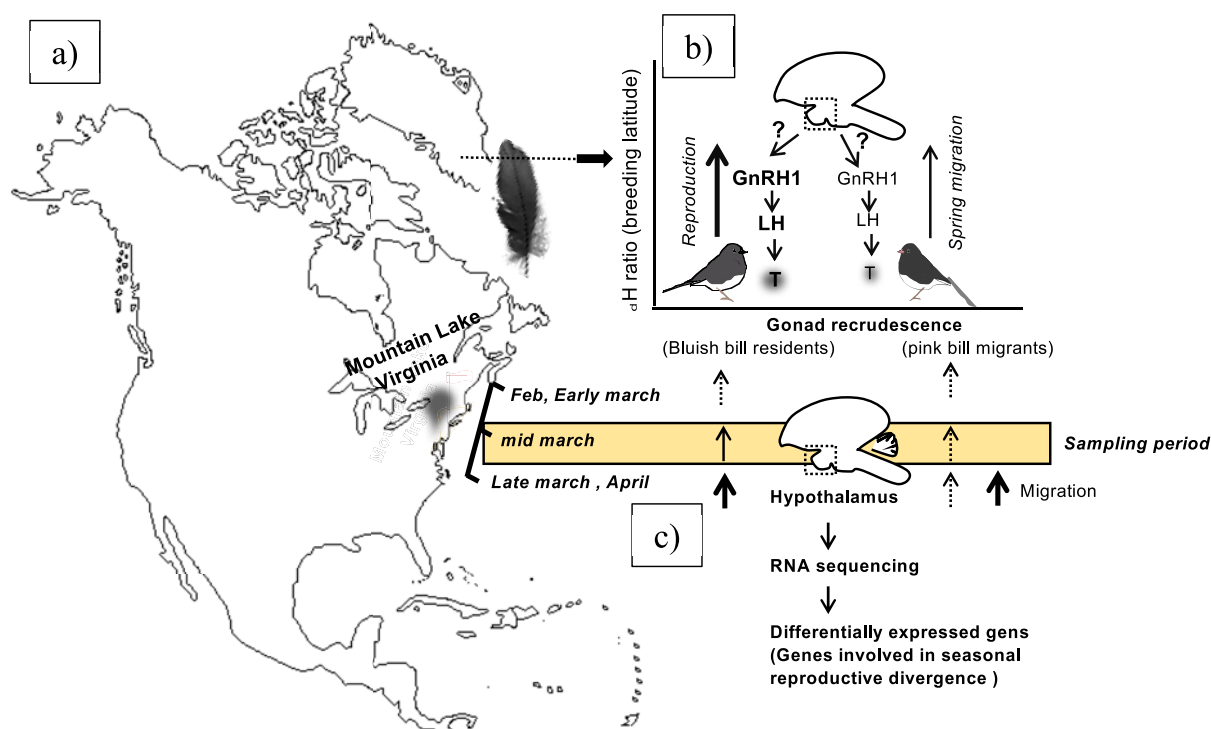 a)
Mountain Lake
Virginia
Feb, Early march
mid march
Late march , April
b)
dH ratio (breeding latitude)
Reproduction
Spring migration
?
?
GnRH1
GnRH1
LH
LH
T
T
Gonad recrudescence
(Bluish bill residents)
(pink bill migrants)
Sampling period
Migration
c)
Hypothalamus
RNA sequencing
Differentially expressed gens
(Genes involved in seasonal
reproductive divergence )